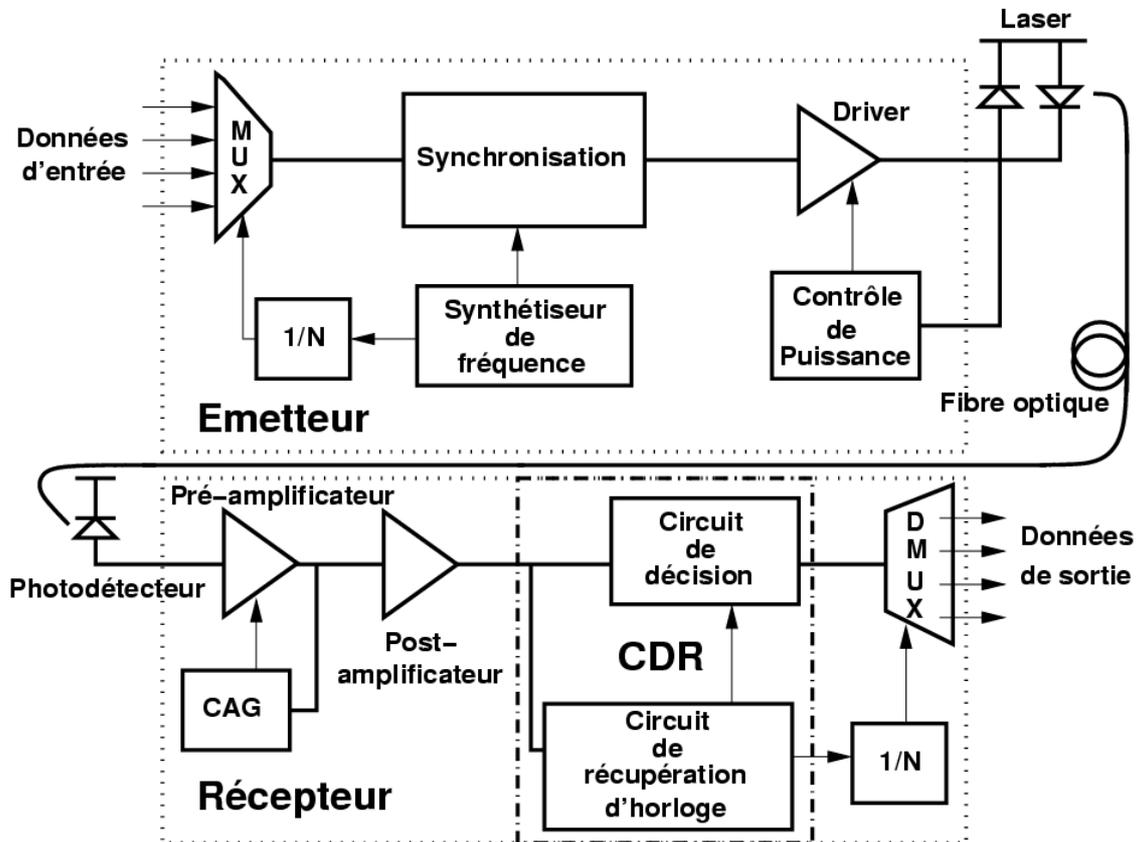 Laser
Driver
Données
d'entrée
M
U
X
Synchronisation
Synthétiseur
de
fréquence
1/N
Contrôle
de
Puissance
Emetteur
Fibre optique
Pré-amplificateur
Photodétecteur
Post-
amplificateur
CAG
Récepteur
Circuit
de
décision
CDR
Circuit
de
récupération
d'horloge
1/N
D
M
U
X
Données
de sortie